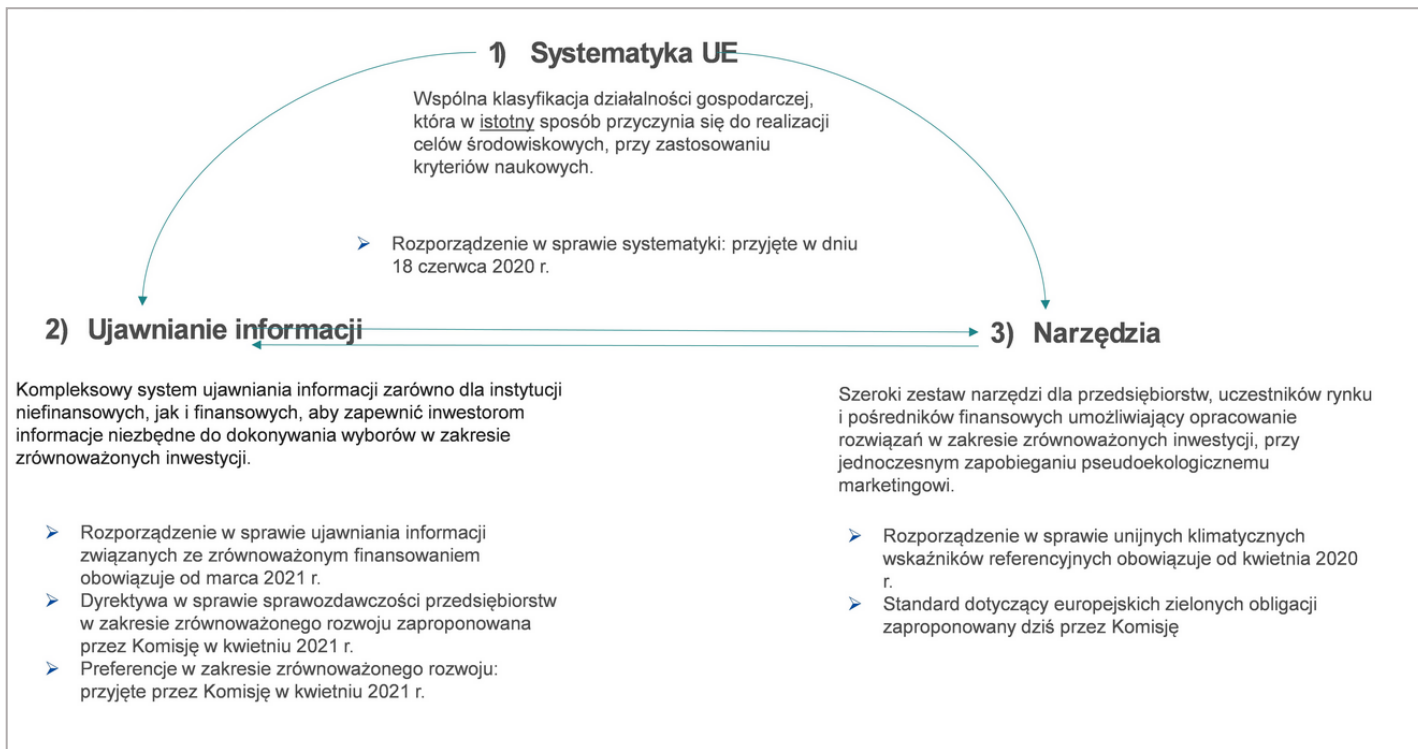 1) Systematyka UE
Wspólna klasyfikacja działalności gospodarczej,
która w istotny sposób przyczynia się do realizacji
celów środowiskowych, przy zastosowaniu
kryteriów naukowych.
➢ Rozporządzenie w sprawie systematyki: przyjęte w dniu
18 czerwca 2020 r.
2) Ujawnianie informacji
Kompleksowy system ujawniania informacji zarówno dla instytucji
niefinansowych, jak i finansowych, aby zapewnić inwestorom
informacje niezbędne do dokonywania wyborów w zakresie
zrównoważonych inwestycji.
➢ Rozporządzenie w sprawie ujawniania informacji
związanych ze zrównoważonym finansowaniem
obowiązuje od marca 2021 r.
➢ Dyrektywa w sprawie sprawozdawczości przedsiębiorstw
w zakresie zrównoważonego rozwoju zaproponowana
przez Komisję w kwietniu 2021 r.
➢ Preferencje w zakresie zrównoważonego rozwoju:
przyjęte przez Komisję w kwietniu 2021 r.
3) Narzędzia
Szeroki zestaw narzędzi dla przedsiębiorstw, uczestników rynku
i pośredników finansowych umożliwiający opracowanie
rozwiązań w zakresie zrównoważonych inwestycji, przy
jednoczesnym zapobieganiu pseudoekologicznemu
marketingowi.
➢ Rozporządzenie w sprawie unijnych klimatycznych
wskaźników referencyjnych obowiązuje od kwietnia 2020
r.
➢ Standard dotyczący europejskich zielonych obligacji
zaproponowany dziś przez Komisję